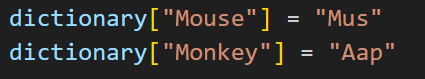 dictionary["Mouse"] = "Mus"
dictionary["Monkey"] = "Aap"